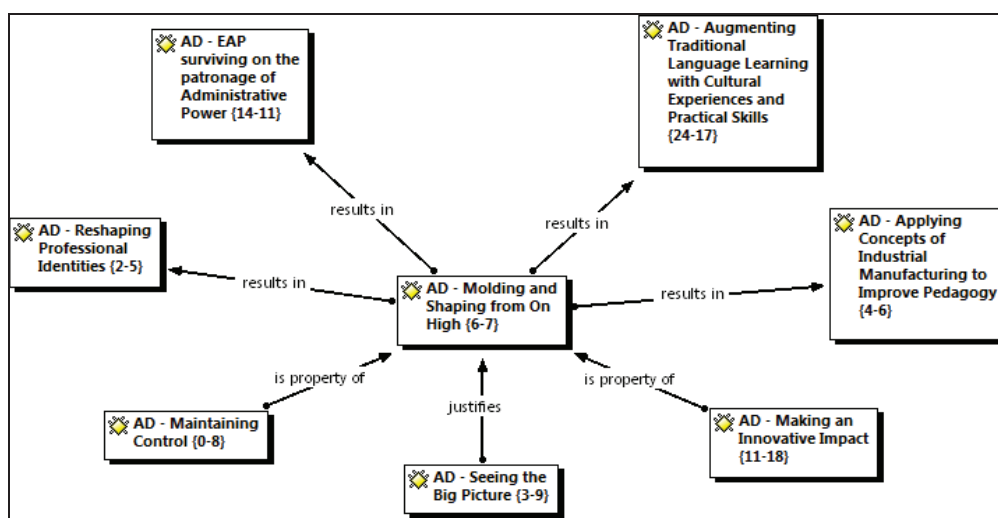 AD - EAP
surviving on the
patronage of
Administrative
Power {14-11}
AD - Augmenting
Traditional
Language Learning
with Cultural
Experiences and
Practical Skills
{24-17}
results in
results in
AD - Reshaping
Professional
Identities {2-5}
AD - Applying
Concepts of
Industrial
Manufacturing to
Improve Pedagogy
{4-6}
results in
results in
AD - Molding and
Shaping from On
High {6-7}
is property of
justifies
is property of
AD - Maintaining
Control {0-8}
AD - Seeing the
Big Picture {3-9}
AD - Making an
Innovative Impact
{11-18}